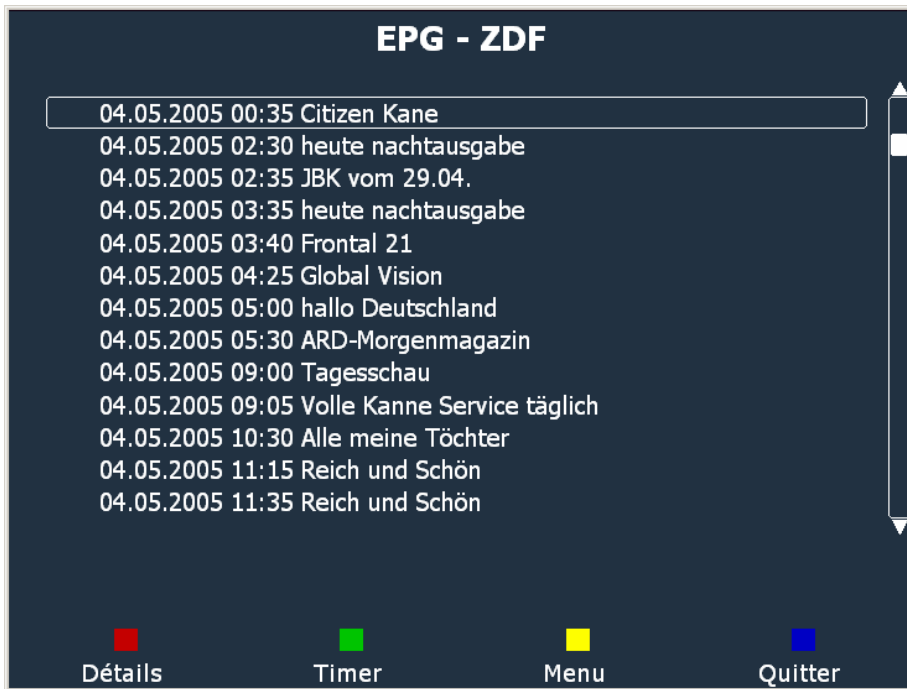 EPG - ZDF
04.05.2005 00:35 Citizen Kane
04.05.2005 02:30 heute nachtausgabe
04.05.2005 02:35 JBK vom 29.04.
04.05.2005 03:35 heute nachtausgabe
04.05.2005 03:40 Frontal 21
04.05.2005 04:25 Global Vision
04.05.2005 05:00 hallo Deutschland
04.05.2005 05:30 ARD-Morgenmagazin
04.05.2005 09:00 Tagesschau
04.05.2005 09:05 Volle Kanne Service täglich
04.05.2005 10:30 Alle meine Töchter
04.05.2005 11:15 Reich und Schön
04.05.2005 11:35 Reich und Schön
Détails Timer Menu Quitter